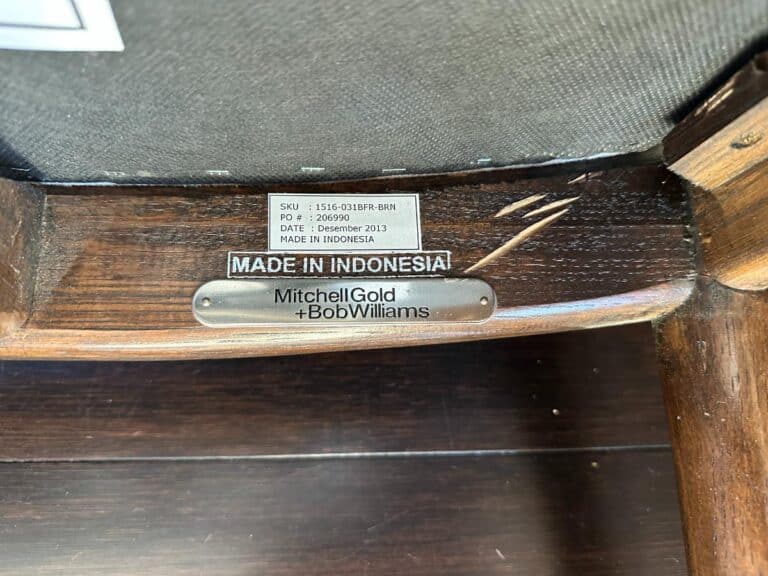 SKU : 1516-031BFR-BRN
PO # : 206990
DATE : Desember 2013
MADE IN INDONESIA
MADE IN INDONESIA
MitchellGold
+BobWilliams